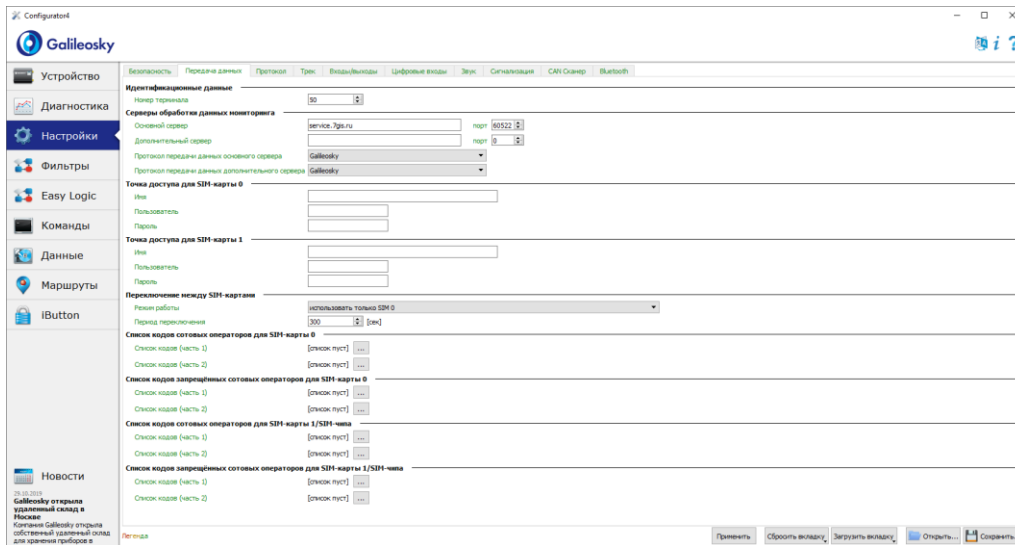 Configurator4
Galileosky
Устройство
Диагностика
Настройки
Фильтры
Easy Logic
Команды
Данные
Маршруты
iButton
Новости
29.10.2019
Galileosky открыла
удаленный склад в
Москве
Компания Galileosky открыла
собственный удаленный склад
для хранения приборов в
Безопасность Передача данных Протокол Трек Входы/выходы Цифровые входы Звук Сигнализация CAN Сканер Bluetooth
Идентификационные данные
Номер терминала 50
Серверы обработки данных мониторинга
Основной сервер service.7gis.ru порт 60522
Дополнительный сервер порт 0
Протокол передачи данных основного сервера Galileosky
Протокол передачи данных дополнительного сервера Galileosky
Точка доступа для SIM-карты 0
Имя
Пользователь
Пароль
Точка доступа для SIM-карты 1
Имя
Пользователь
Пароль
Переключение между SIM-картами
Режим работы использовать только SIM 0
Период переключения 300 [сек]
Список кодов сотовых операторов для SIM-карты 0
Список кодов (часть 1) [список пуст] ...
Список кодов (часть 2) [список пуст] ...
Список кодов запрещённых сотовых операторов для SIM-карты 0
Список кодов (часть 1) [список пуст] ...
Список кодов (часть 2) [список пуст] ...
Список кодов сотовых операторов для SIM-карты 1/SIM-чипа
Список кодов (часть 1) [список пуст] ...
Список кодов (часть 2) [список пуст] ...
Список кодов запрещённых сотовых операторов для SIM-карты 1/SIM-чипа
Список кодов (часть 1) [список пуст] ...
Список кодов (часть 2) [список пуст] ...
Легенда
Применить Сбросить вкладку Загрузить вкладку Открыть... Сохранить